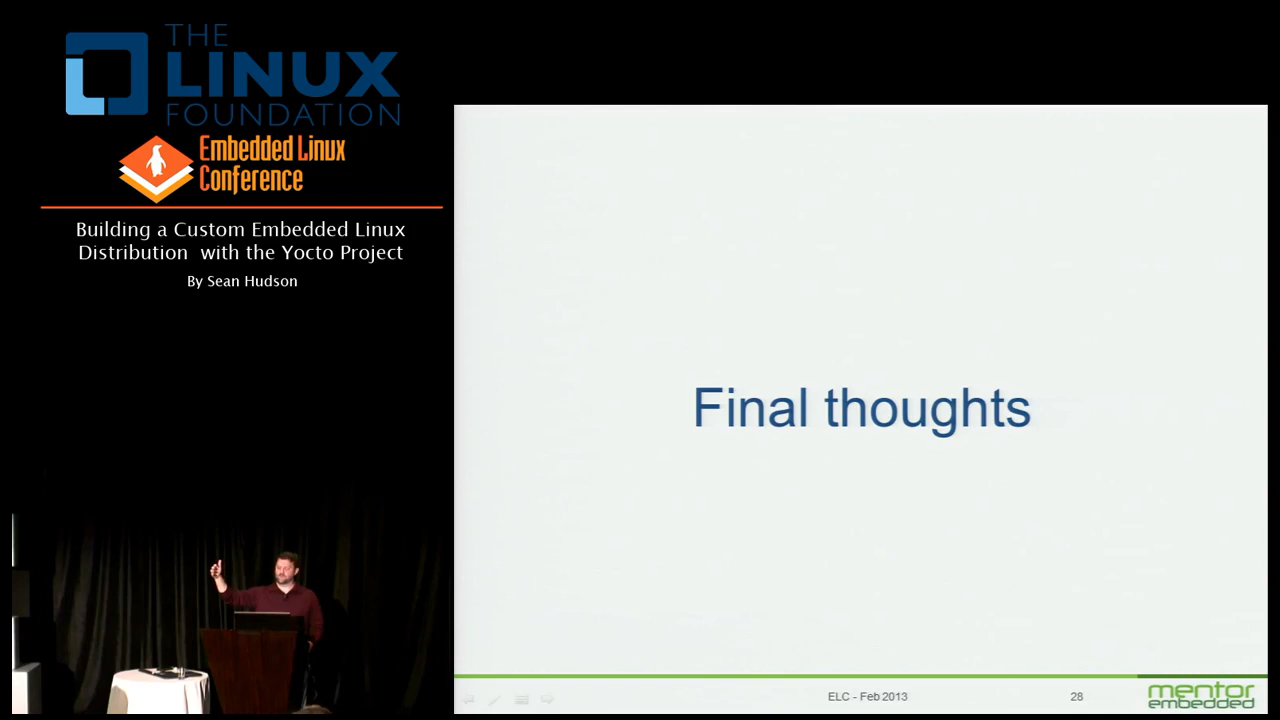 THE
LINUX
FOUNDATION
Embedded Linux
Conference
Building a Custom Embedded Linux
Distribution with the Yocto Project
By Sean Hudson
Final thoughts
ELC - Feb 2013
28
mentor
embedded